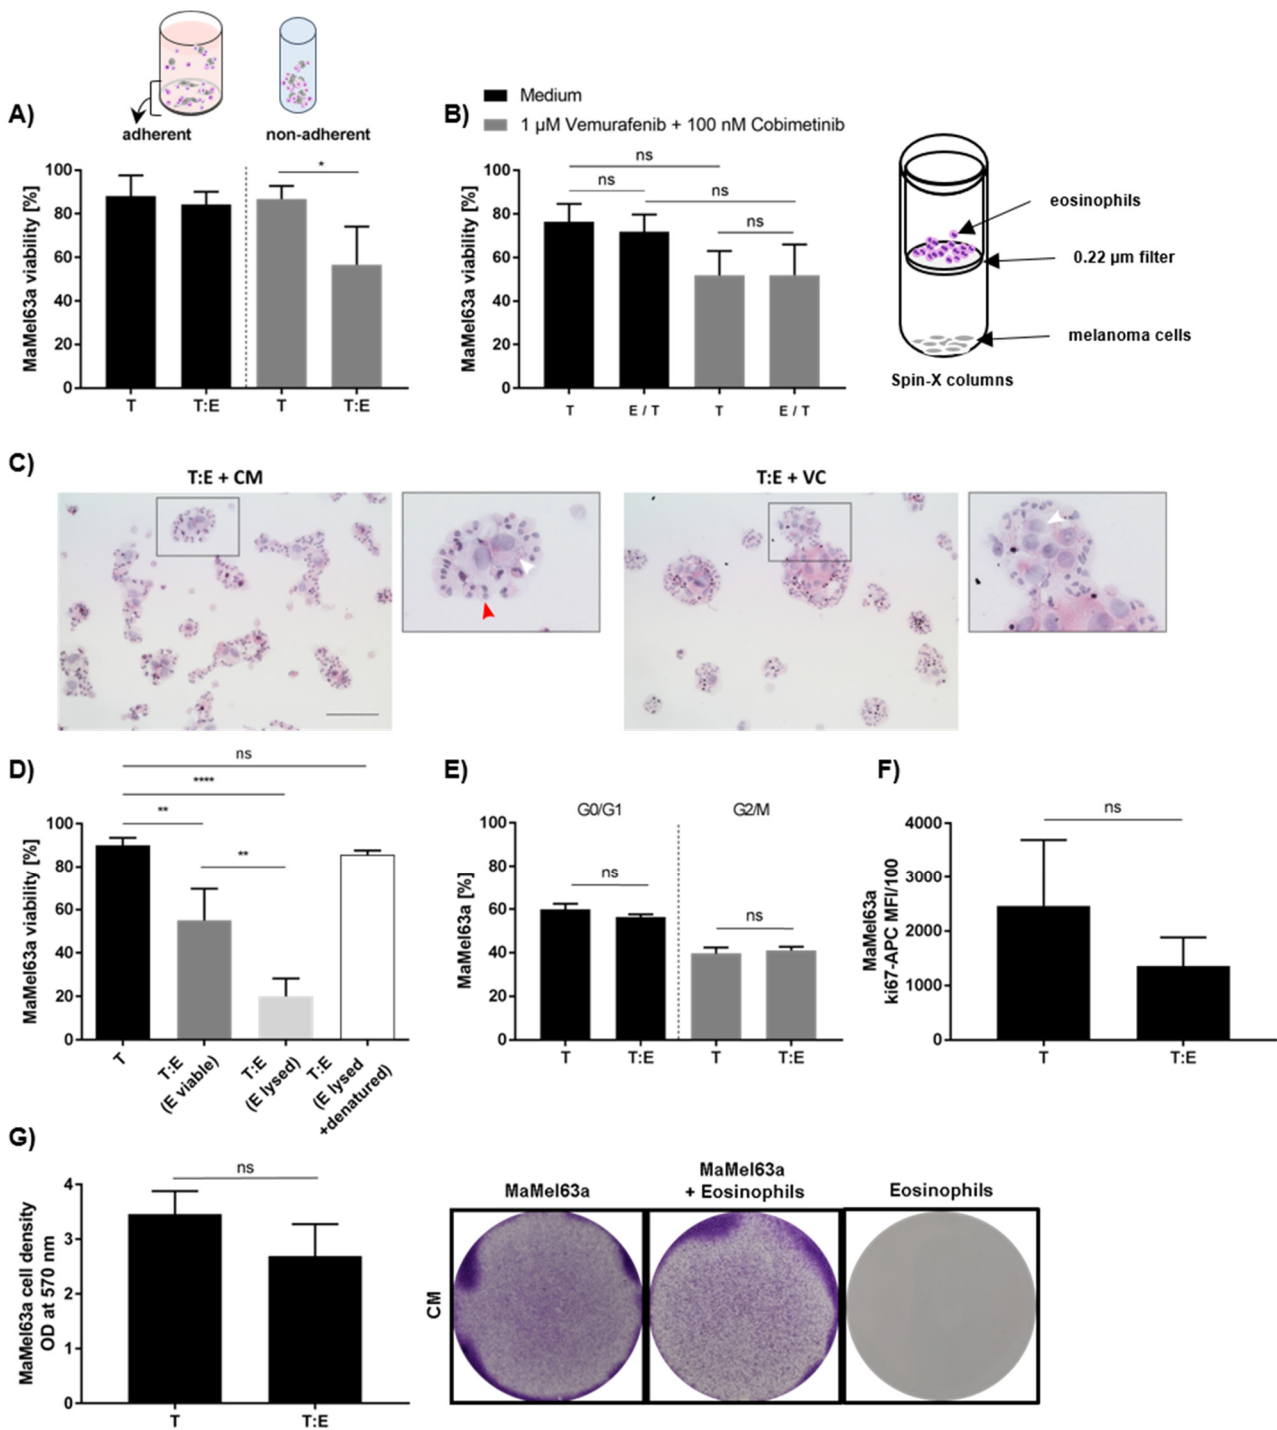 A)
adherent
non-adherent
MaMel63a viability [%]
100
80
60
40
20
0
*
T
T:E
T
T:E
B)
Medium
1 µM Vemurafenib + 100 nM Cobimetinib
MaMel63a viability [%]
100
80
60
40
20
0
ns
ns
ns
ns
T
E / T
T
E / T
eosinophils
0.22 µm filter
melanoma cells
Spin-X columns
C)
T:E + CM
T:E + VC
D)
MaMel63a viability [%]
100
80
60
40
20
0
ns
****
**
**
T
T:E
(E viable)
T:E
(E lysed)
T:E
(E lysed
+denatured)
E)
G0/G1
G2/M
MaMel63a [%]
100
80
60
40
20
0
ns
ns
T
T:E
T
T:E
F)
MaMel63a
ki67-APC MFI/100
4000
3000
2000
1000
0
ns
T
T:E
G)
MaMel63a cell density
OD at 570 nm
4
3
2
1
0
ns
T
T:E
MaMel63a
MaMel63a
+ Eosinophils
Eosinophils
CM